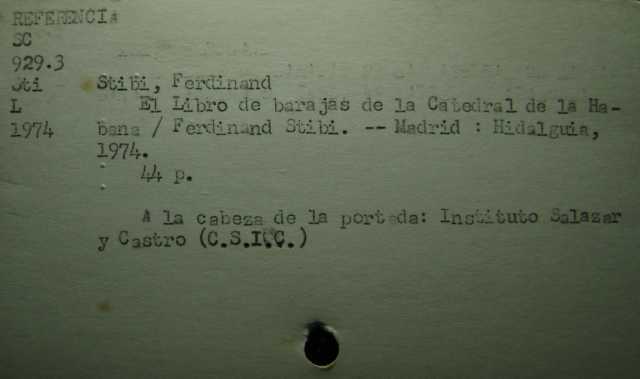 REFERENCIA
SC
929.3
Sti Stibi, Ferdinand
L El Libro de barajas de la Catedral de la Ha-
1974 bana / Ferdinand Stibi. -- Madrid : Hidalguia,
1974.
44 p.
A la cabeza de la portada: Instituto Salazar
y Castro (C.S.I.C.)